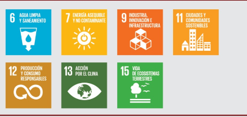 6 AGUA LIMPIA
Y SANEAMIENTO
7 ENERGÍA ASEQUIBLE
Y NO CONTAMINANTE
9 INDUSTRIA,
INNOVACIÓN E
INFRAESTRUCTURA
11 CIUDADES Y
COMUNIDADES
SOSTENIBLES
12 PRODUCCIÓN
Y CONSUMO
RESPONSABLES
13 ACCIÓN
POR EL CLIMA
15 VIDA
DE ECOSISTEMAS
TERRESTRES